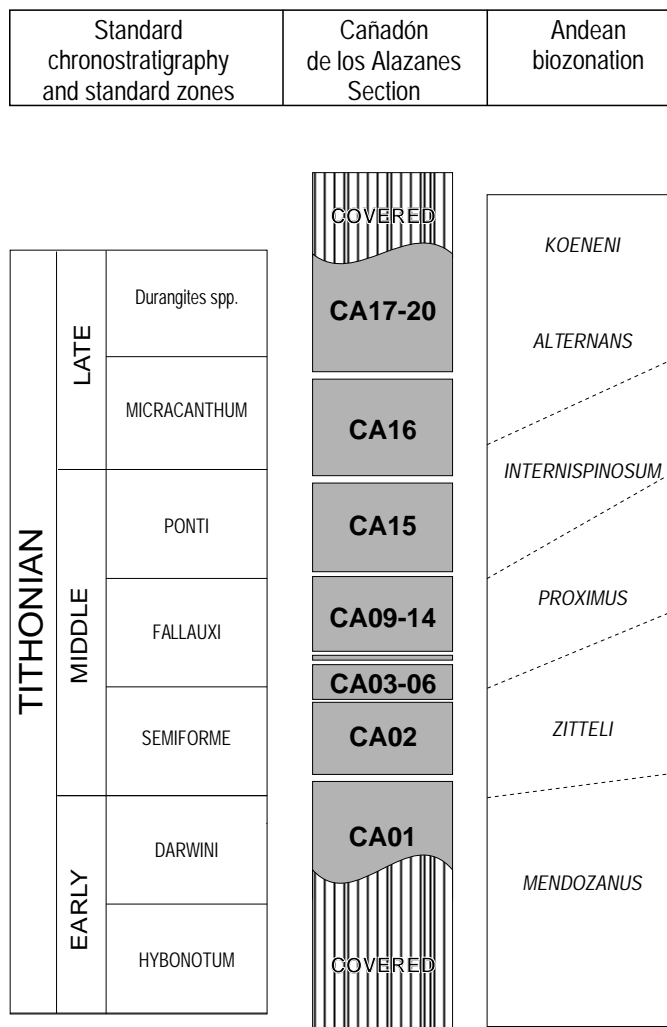 Standard
chronostratigraphy
and standard zones
Cañadón
de los Alazanes
Section
Andean
biozonation
TITHONIAN
LATE
MIDDLE
EARLY
Durangites spp.
MICRACANTHUM
PONTI
FALLAUXI
SEMIFORME
DARWINI
HYBONOTUM
COVERED
CA17-20
CA16
CA15
CA09-14
CA03-06
CA02
CA01
COVERED
KOENENI
ALTERNANS
INTERNISPINOSUM
PROXIMUS
ZITTELI
MENDOZANUS